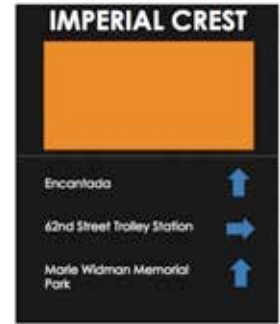 IMPERIAL CREST
Encantada
62nd Street Trolley Station
Marie Widman Memorial
Park